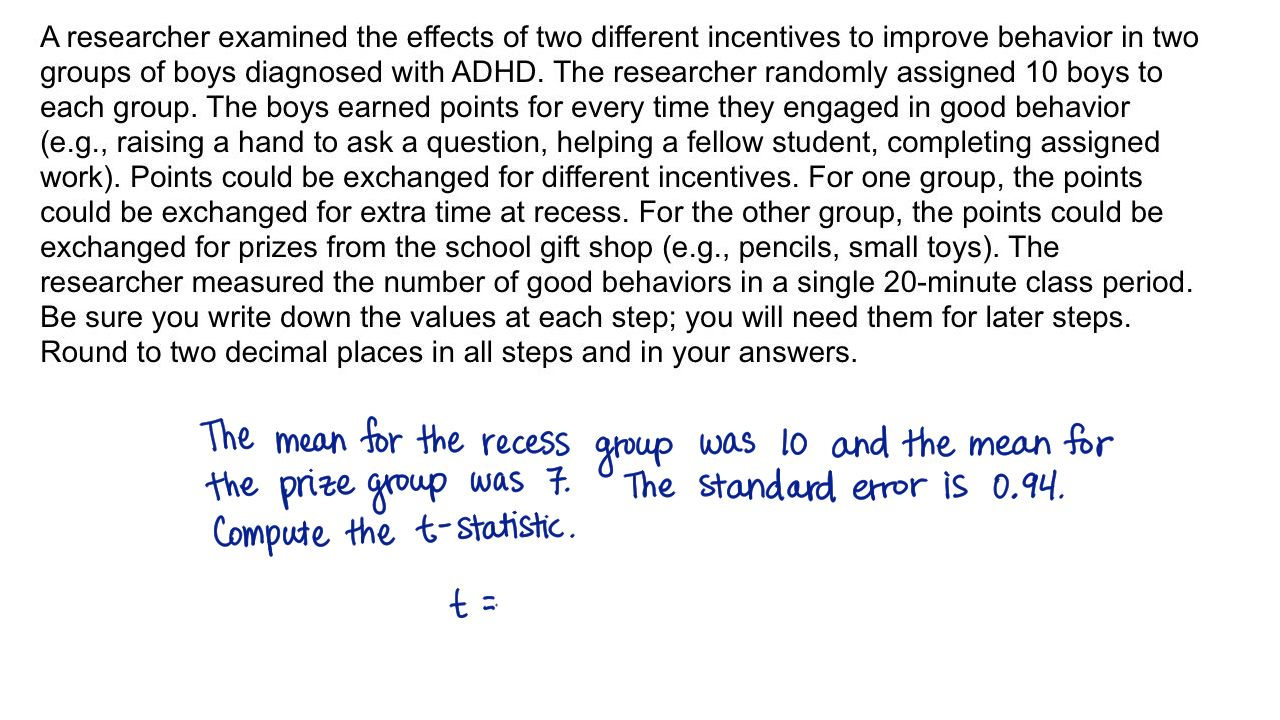 A researcher examined the effects of two different incentives to improve behavior in two
groups of boys diagnosed with ADHD. The researcher randomly assigned 10 boys to
each group. The boys earned points for every time they engaged in good behavior
(e.g., raising a hand to ask a question, helping a fellow student, completing assigned
work). Points could be exchanged for different incentives. For one group, the points
could be exchanged for extra time at recess. For the other group, the points could be
exchanged for prizes from the school gift shop (e.g., pencils, small toys). The
researcher measured the number of good behaviors in a single 20-minute class period.
Be sure you write down the values at each step; you will need them for later steps.
Round to two decimal places in all steps and in your answers.
The mean for the recess group was 10 and the mean for
the prize group was 7. The standard error is 0.94.
Compute the t-statistic.
t =